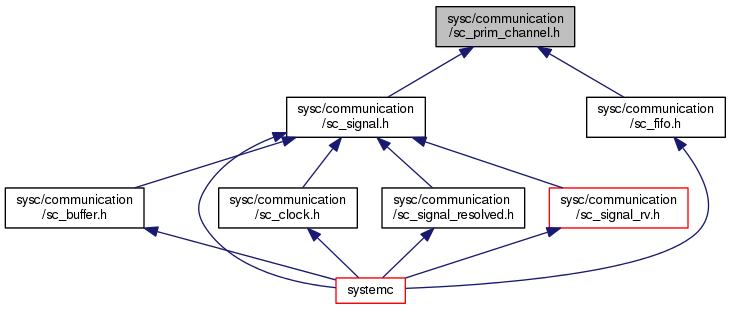 sysc/communication
/sc_prim_channel.h
sysc/communication
/sc_signal.h
sysc/communication
/sc_fifo.h
sysc/communication
/sc_buffer.h
sysc/communication
/sc_clock.h
sysc/communication
/sc_signal_resolved.h
sysc/communication
/sc_signal_rv.h
systemc